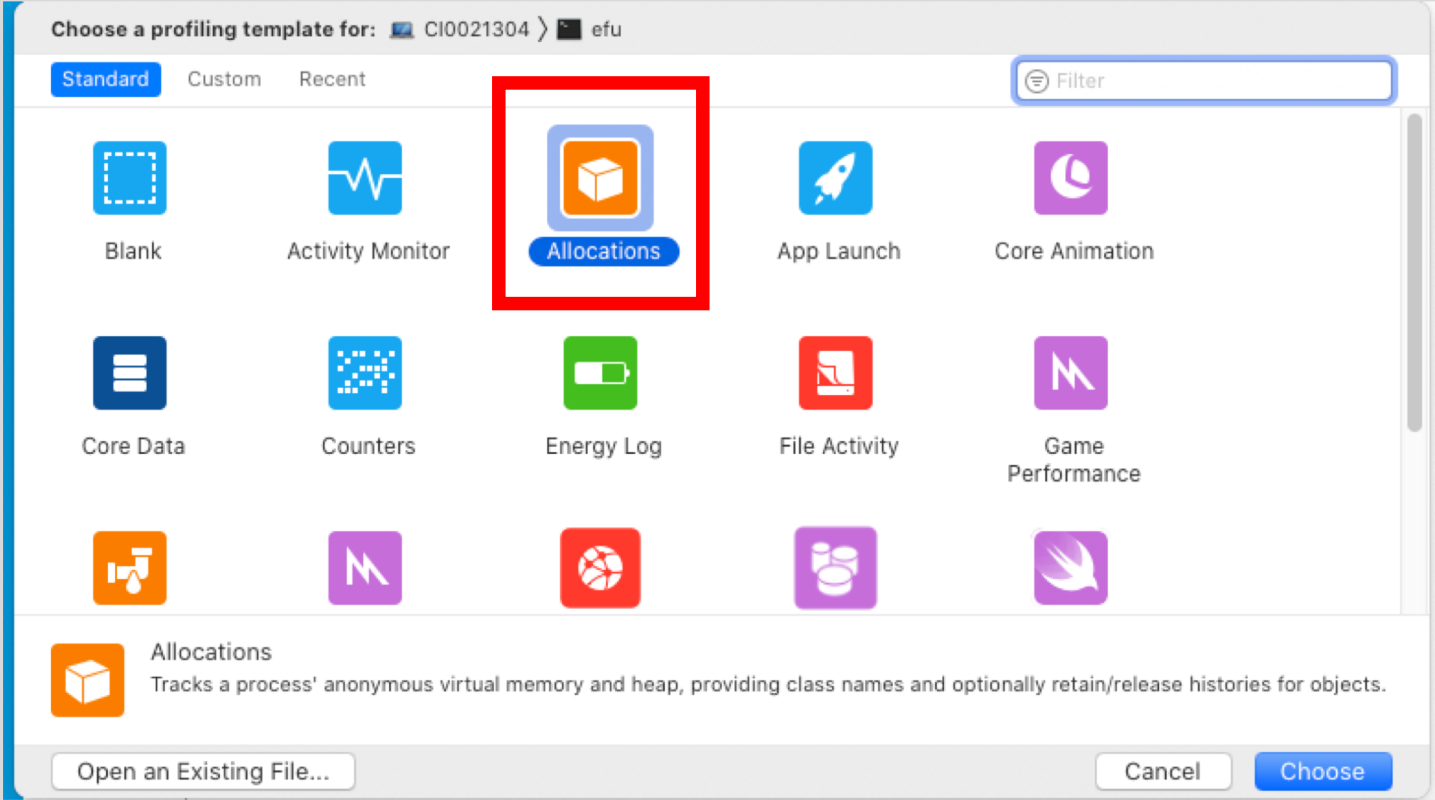 Choose a profiling template for: CI0021304 〉 efu
Standard Custom Recent Filter
Blank Activity Monitor Allocations App Launch Core Animation
Core Data Counters Energy Log File Activity Game
Performance
Allocations
Tracks a process' anonymous virtual memory and heap, providing class names and optionally retain/release histories for objects.
Open an Existing File... Cancel Choose